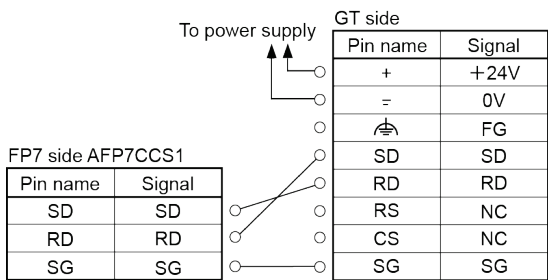 GT side
To power supply
Pin name Signal
+ +24V
- 0V
FG
SD SD
RD RD
RS NC
CS NC
SG SG
FP7 side AFP7CCS1
Pin name Signal
SD SD
RD RD
SG SG